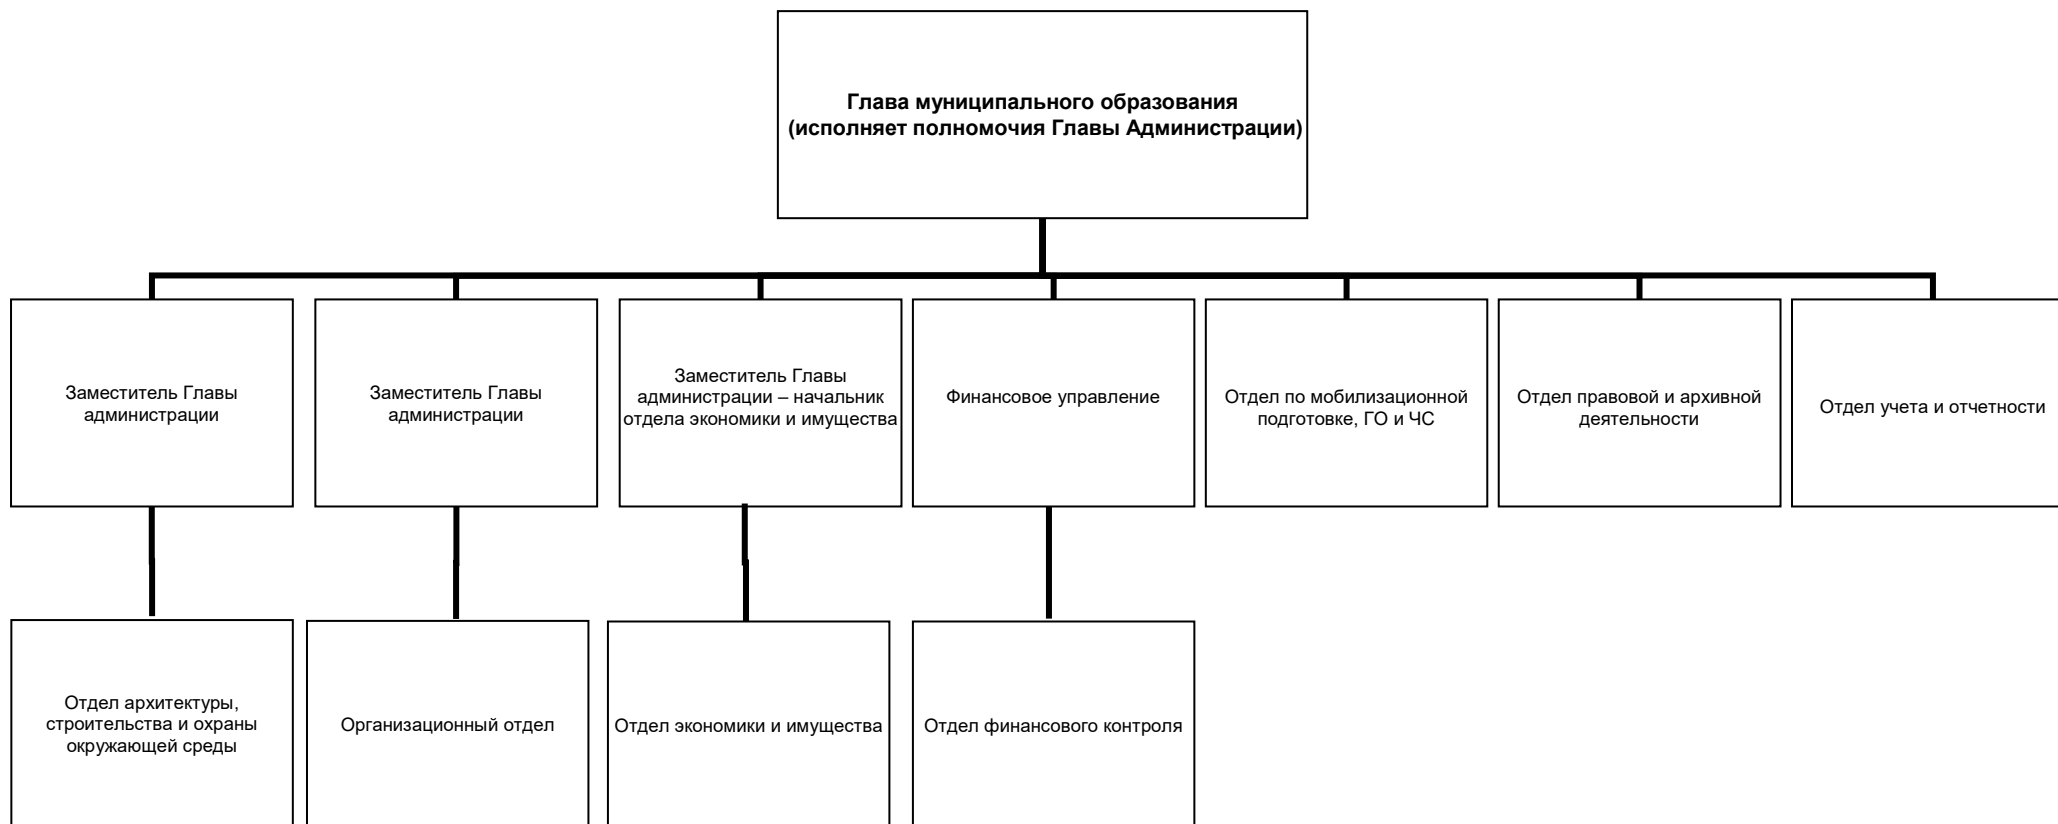 Глава муниципального образования
(исполняет полномочия Главы Администрации)
Заместитель Главы
администрации
Заместитель Главы
администрации
Заместитель Главы
администрации – начальник
отдела экономики и имущества
Финансовое управление
Отдел по мобилизационной
подготовке, ГО и ЧС
Отдел правовой и архивной
деятельности
Отдел учета и отчетности
Отдел архитектуры,
строительства и охраны
окружающей среды
Организационный отдел
Отдел экономики и имущества
Отдел финансового контроля